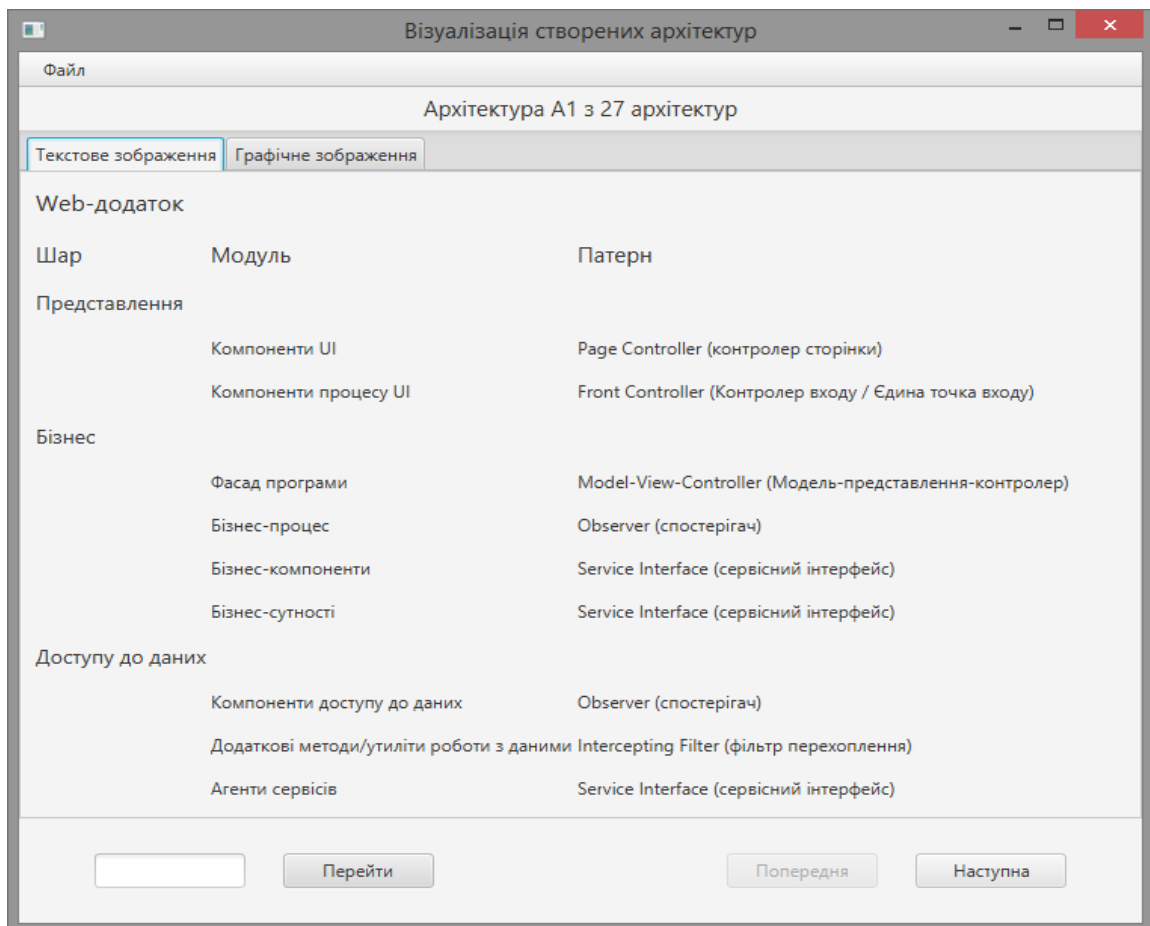 Візуалізація створених архітектур
Файл
Архітектура А1 з 27 архітектур
Текстове зображення Графічне зображення
Web-додаток
Шар Модуль Патерн
Представлення
Компоненти UI Page Controller (контролер сторінки)
Компоненти процесу UI Front Controller (Контролер входу / Єдина точка входу)
Бізнес
Фасад програми Model-View-Controller (Модель-представлення-контролер)
Бізнес-процес Observer (спостерігач)
Бізнес-компоненти Service Interface (сервісний інтерфейс)
Бізнес-сутності Service Interface (сервісний інтерфейс)
Доступу до даних
Компоненти доступу до даних Observer (спостерігач)
Додаткові методи/утиліти роботи з даними Intercepting Filter (фільтр перехоплення)
Агенти сервісів Service Interface (сервісний інтерфейс)
Перейти Попередня Наступна